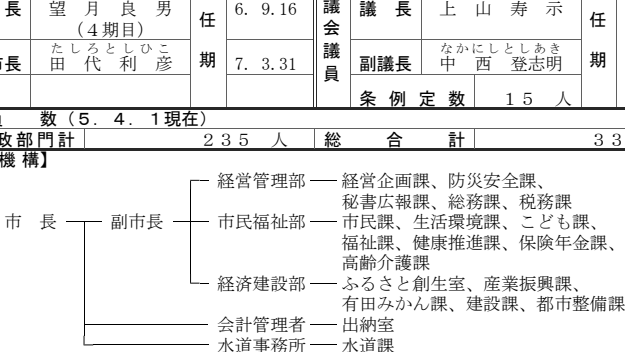 長 望月良男 任 6. 9.16 議 議長 上山寿示 任
（４期目） 会
たしろとしひこ なかにしとしあき
市長 田代利彦 期 7. 3.31 議 副議長 中西登志明 期
員
条例定数 15 人
数（５．４．１現在）
政部門計 235 人 総合計 33
機構】
経営管理部 経営企画課、防災安全課、
秘書広報課、総務課、税務課
市長 副市長 市民福祉部 市民課、生活環境課、こども課、
福祉課、健康推進課、保険年金課、
高齢介護課
経済建設部 ふるさと創生室、産業振興課、
有田みかん課、建設課、都市整備課
会計管理者 出納室
水道事務所 水道課